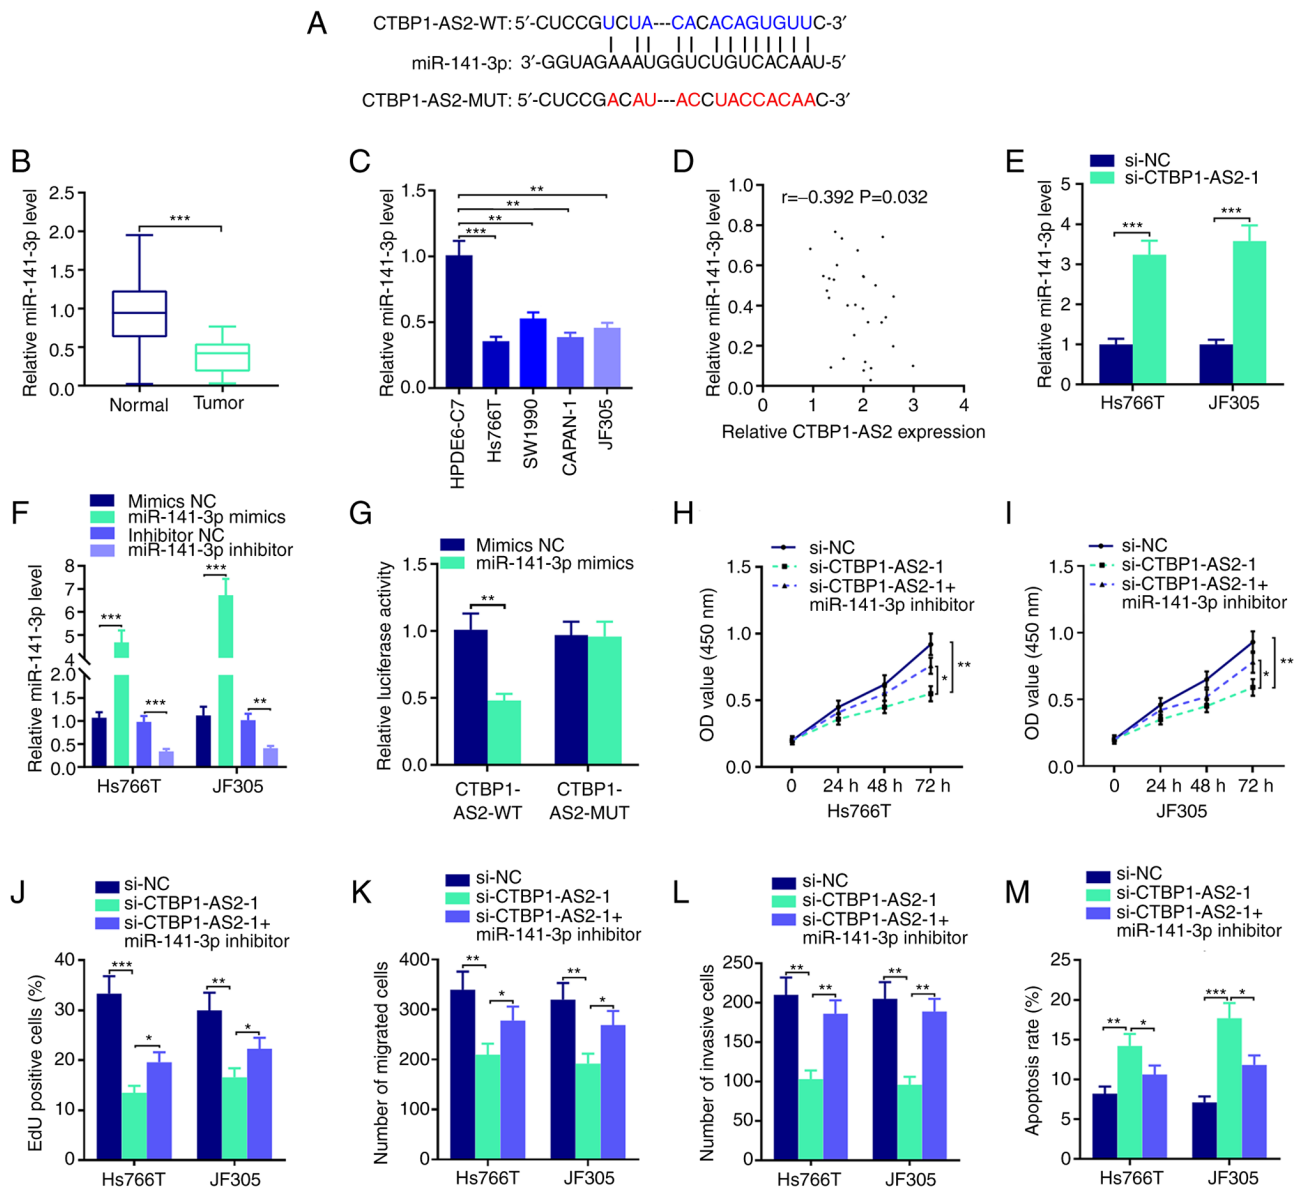 A
CTBP1-AS2-WT: 5′-CUCCGUCUA---CACACAGUGUUC-3′
miR-141-3p: 3′-GGUAGAAAUGGUCUGUCACAAU-5′
CTBP1-AS2-MUT: 5′-CUCCGACAU---ACCUACCACAAC-3′
B
Relative miR-141-3p level
2.5
2.0
1.5
1.0
0.5
0.0
***
Normal Tumor
C
Relative miR-141-3p level
1.5
1.0
0.5
0.0
**
**
**
***
HPDE6-C7
Hs766T
SW1990
CAPAN-1
JF305
D
Relative miR-141-3p level
1.0
0.8
0.6
0.4
0.2
0.0
r=–0.392 P=0.032
0 1 2 3 4
Relative CTBP1-AS2 expression
E
si-NC
si-CTBP1-AS2-1
Relative miR-141-3p level
5
4
3
2
1
0
*** ***
Hs766T JF305
F
Mimics NC
miR-141-3p mimics
Inhibitor NC
miR-141-3p inhibitor
Relative miR-141-3p level
8
7
6
5
4
2.0
1.5
1.0
0.5
0.0
*** ***
*** **
Hs766T JF305
G
Mimics NC
miR-141-3p mimics
Relative luciferase activity
1.5
1.0
0.5
0.0
**
CTBP1-
AS2-WT
CTBP1-
AS2-MUT
H
si-NC
si-CTBP1-AS2-1
si-CTBP1-AS2-1+
miR-141-3p inhibitor
OD value (450 nm)
1.5
1.0
0.5
0.0
* **
0 24 h 48 h 72 h
Hs766T
I
si-NC
si-CTBP1-AS2-1
si-CTBP1-AS2-1+
miR-141-3p inhibitor
OD value (450 nm)
1.5
1.0
0.5
0.0
* **
0 24 h 48 h 72 h
JF305
J
si-NC
si-CTBP1-AS2-1
si-CTBP1-AS2-1+
miR-141-3p inhibitor
EdU positive cells (%)
40
30
20
10
0
*** **
* *
Hs766T JF305
K
si-NC
si-CTBP1-AS2-1
si-CTBP1-AS2-1+
miR-141-3p inhibitor
Number of migrated cells
400
300
200
100
0
** **
* *
Hs766T JF305
L
si-NC
si-CTBP1-AS2-1
si-CTBP1-AS2-1+
miR-141-3p inhibitor
Number of invasive cells
250
200
150
100
50
0
** **
** **
Hs766T JF305
M
si-NC
si-CTBP1-AS2-1
si-CTBP1-AS2-1+
miR-141-3p inhibitor
Apoptosis rate (%)
25
20
15
10
5
0
** * *** *
Hs766T JF305